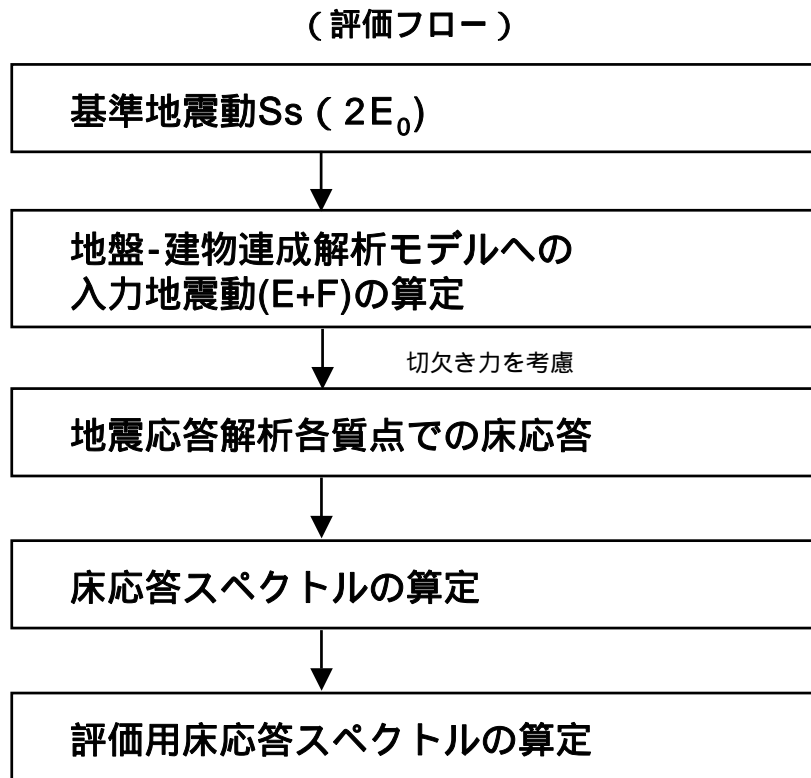 （評価フロー）
基準地震動Ss（2E₀)
地盤-建物連成解析モデルへの
入力地震動(E+F)の算定
切欠き力を考慮
地震応答解析各質点での床応答
床応答スペクトルの算定
評価用床応答スペクトルの算定